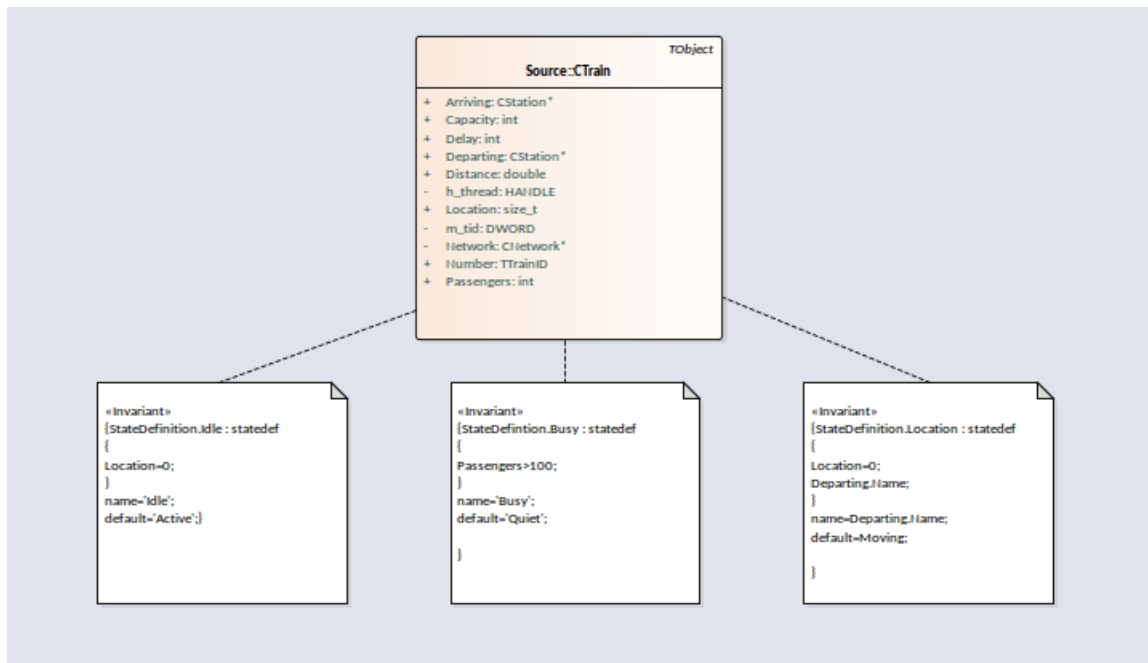 TObject
Source::CTrain
+ Arriving: CStation*
+ Capacity: int
+ Delay: int
+ Departing: CStation*
+ Distance: double
- h_thread: HANDLE
+ Location: size_t
- m_tid: DWORD
- Network: CNetwork*
+ Number: TTrainID
+ Passengers: int
«Invariant»
{StateDefinition.Idle : statedef
{
Location=0;
}
name='Idle';
default='Active';}
«Invariant»
{StateDefintion.Busy : statedef
{
Passengers>100;
}
name='Busy';
default='Quiet';
}
«Invariant»
{StateDefinition.Location : statedef
{
Location=0;
Departing.Name;
}
name=Departing.Name;
default=Moving;
}